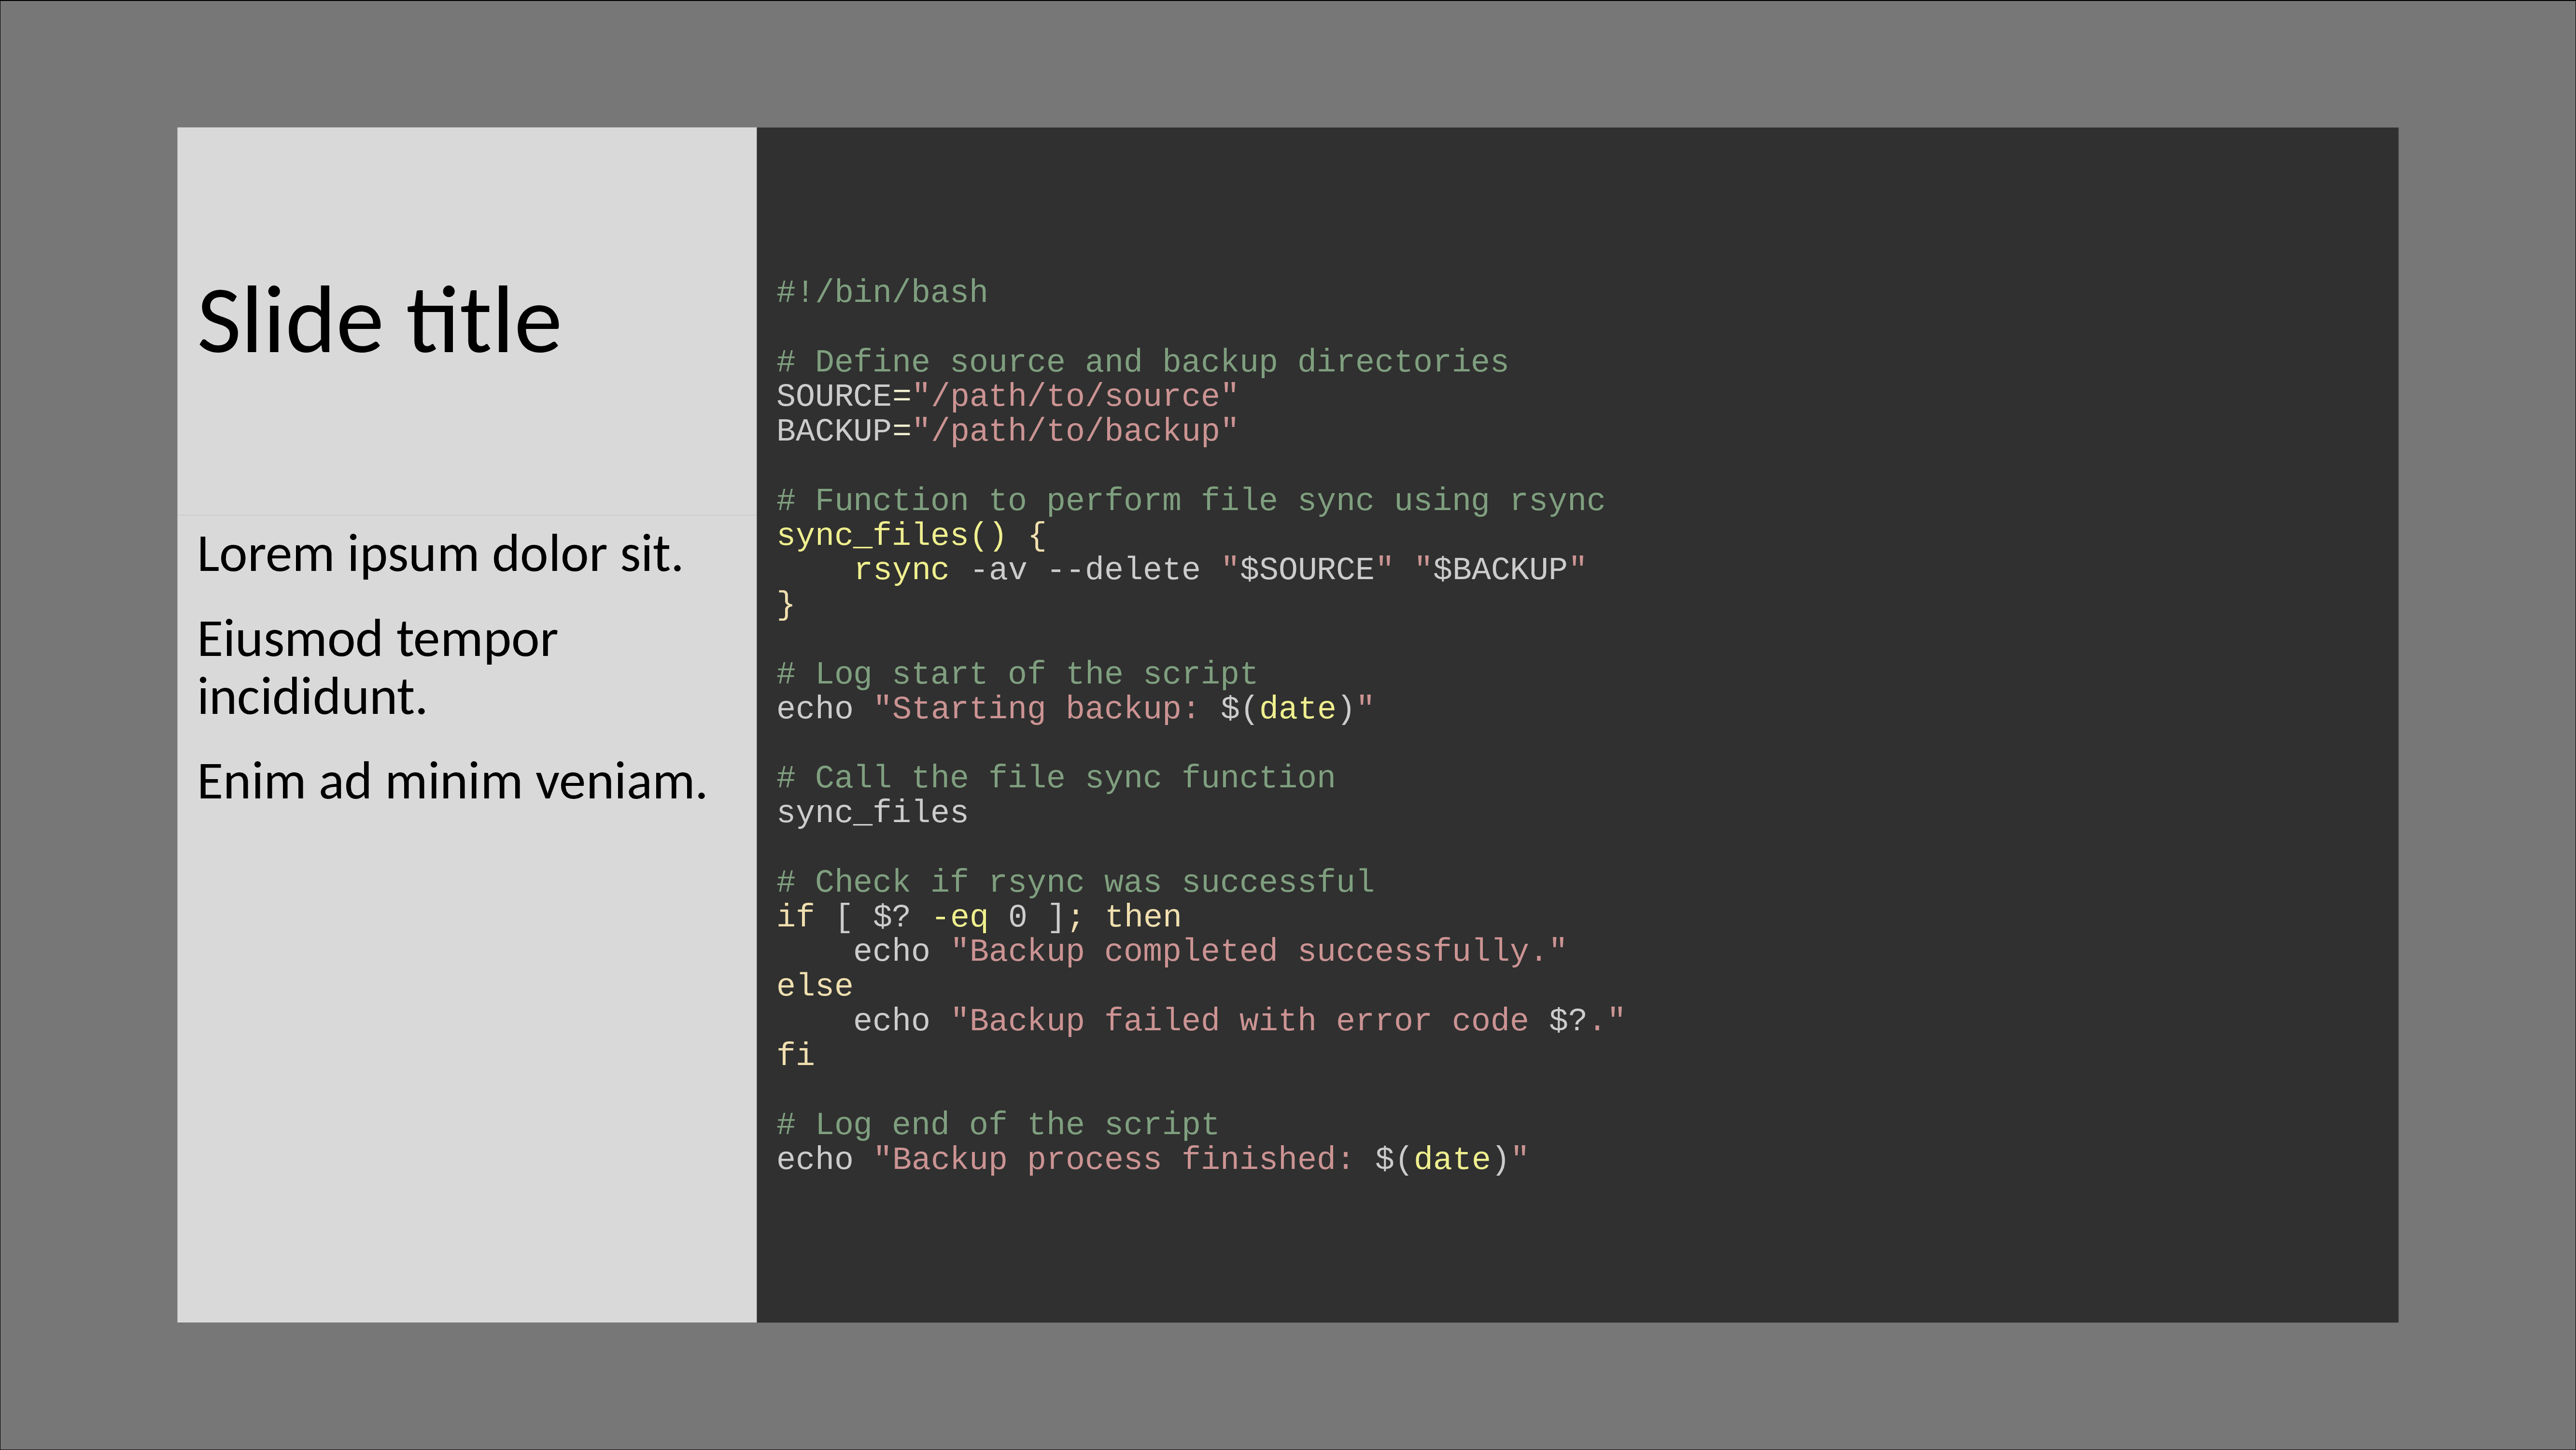 Slide title
Lorem ipsum dolor sit.
Eiusmod tempor
incididunt.
Enim ad minim veniam.
#!/bin/bash
# Define source and backup directories
SOURCE="/path/to/source"
BACKUP="/path/to/backup"
# Function to perform file sync using rsync
sync_files() {
    rsync -av --delete "$SOURCE" "$BACKUP"
}
# Log start of the script
echo "Starting backup: $(date)"
# Call the file sync function
sync_files
# Check if rsync was successful
if [ $? -eq 0 ]; then
    echo "Backup completed successfully."
else
    echo "Backup failed with error code $?."
fi
# Log end of the script
echo "Backup process finished: $(date)"